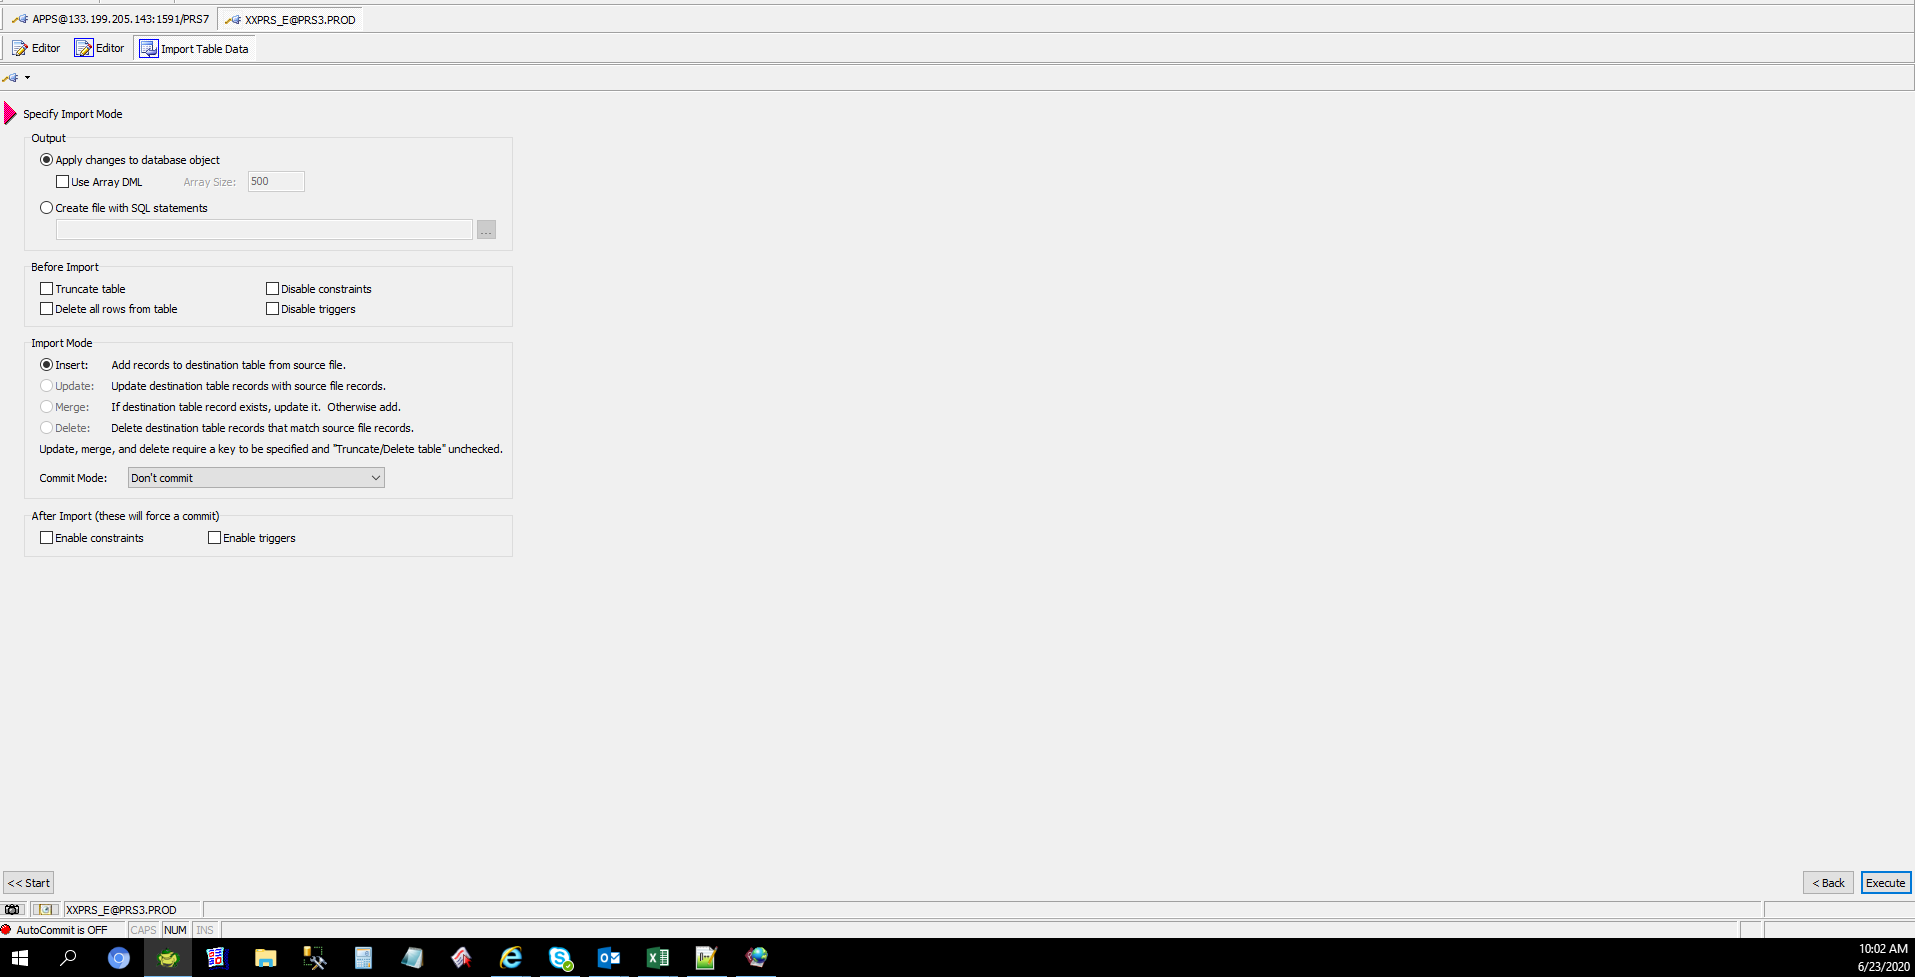 APPS@133.199.205.143:1591/PRS7 XXPRS_E@PRS3.PROD
Editor Editor Import Table Data
Specify Import Mode
Output
Apply changes to database object
Use Array DML Array Size: 500
Create file with SQL statements
...
Before Import
Truncate table Disable constraints
Delete all rows from table Disable triggers
Import Mode
Insert: Add records to destination table from source file.
Update: Update destination table records with source file records.
Merge: If destination table record exists, update it. Otherwise add.
Delete: Delete destination table records that match source file records.
Update, merge, and delete require a key to be specified and "Truncate/Delete table" unchecked.
Commit Mode: Don't commit
After Import (these will force a commit)
Enable constraints Enable triggers
<< Start < Back Execute
XXPRS_E@PRS3.PROD
AutoCommit is OFF CAPS NUM INS
10:02 AM
6/23/2020